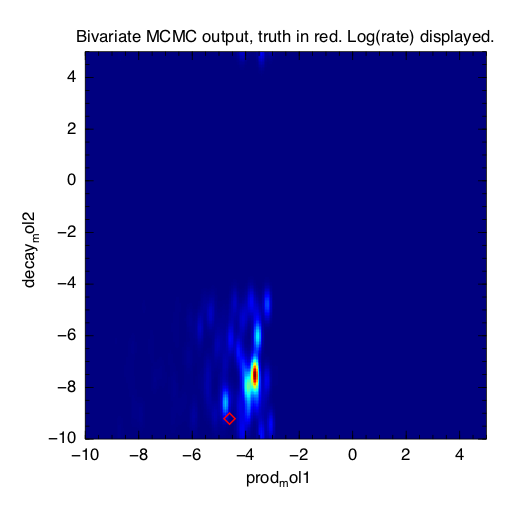 Bivariate MCMC output, truth in red. Log(rate) displayed.
4
2
0
−2
−4
−6
−8
−10
decay_mol2
−10 −8 −6 −4 −2 0 2 4
prod_mol1